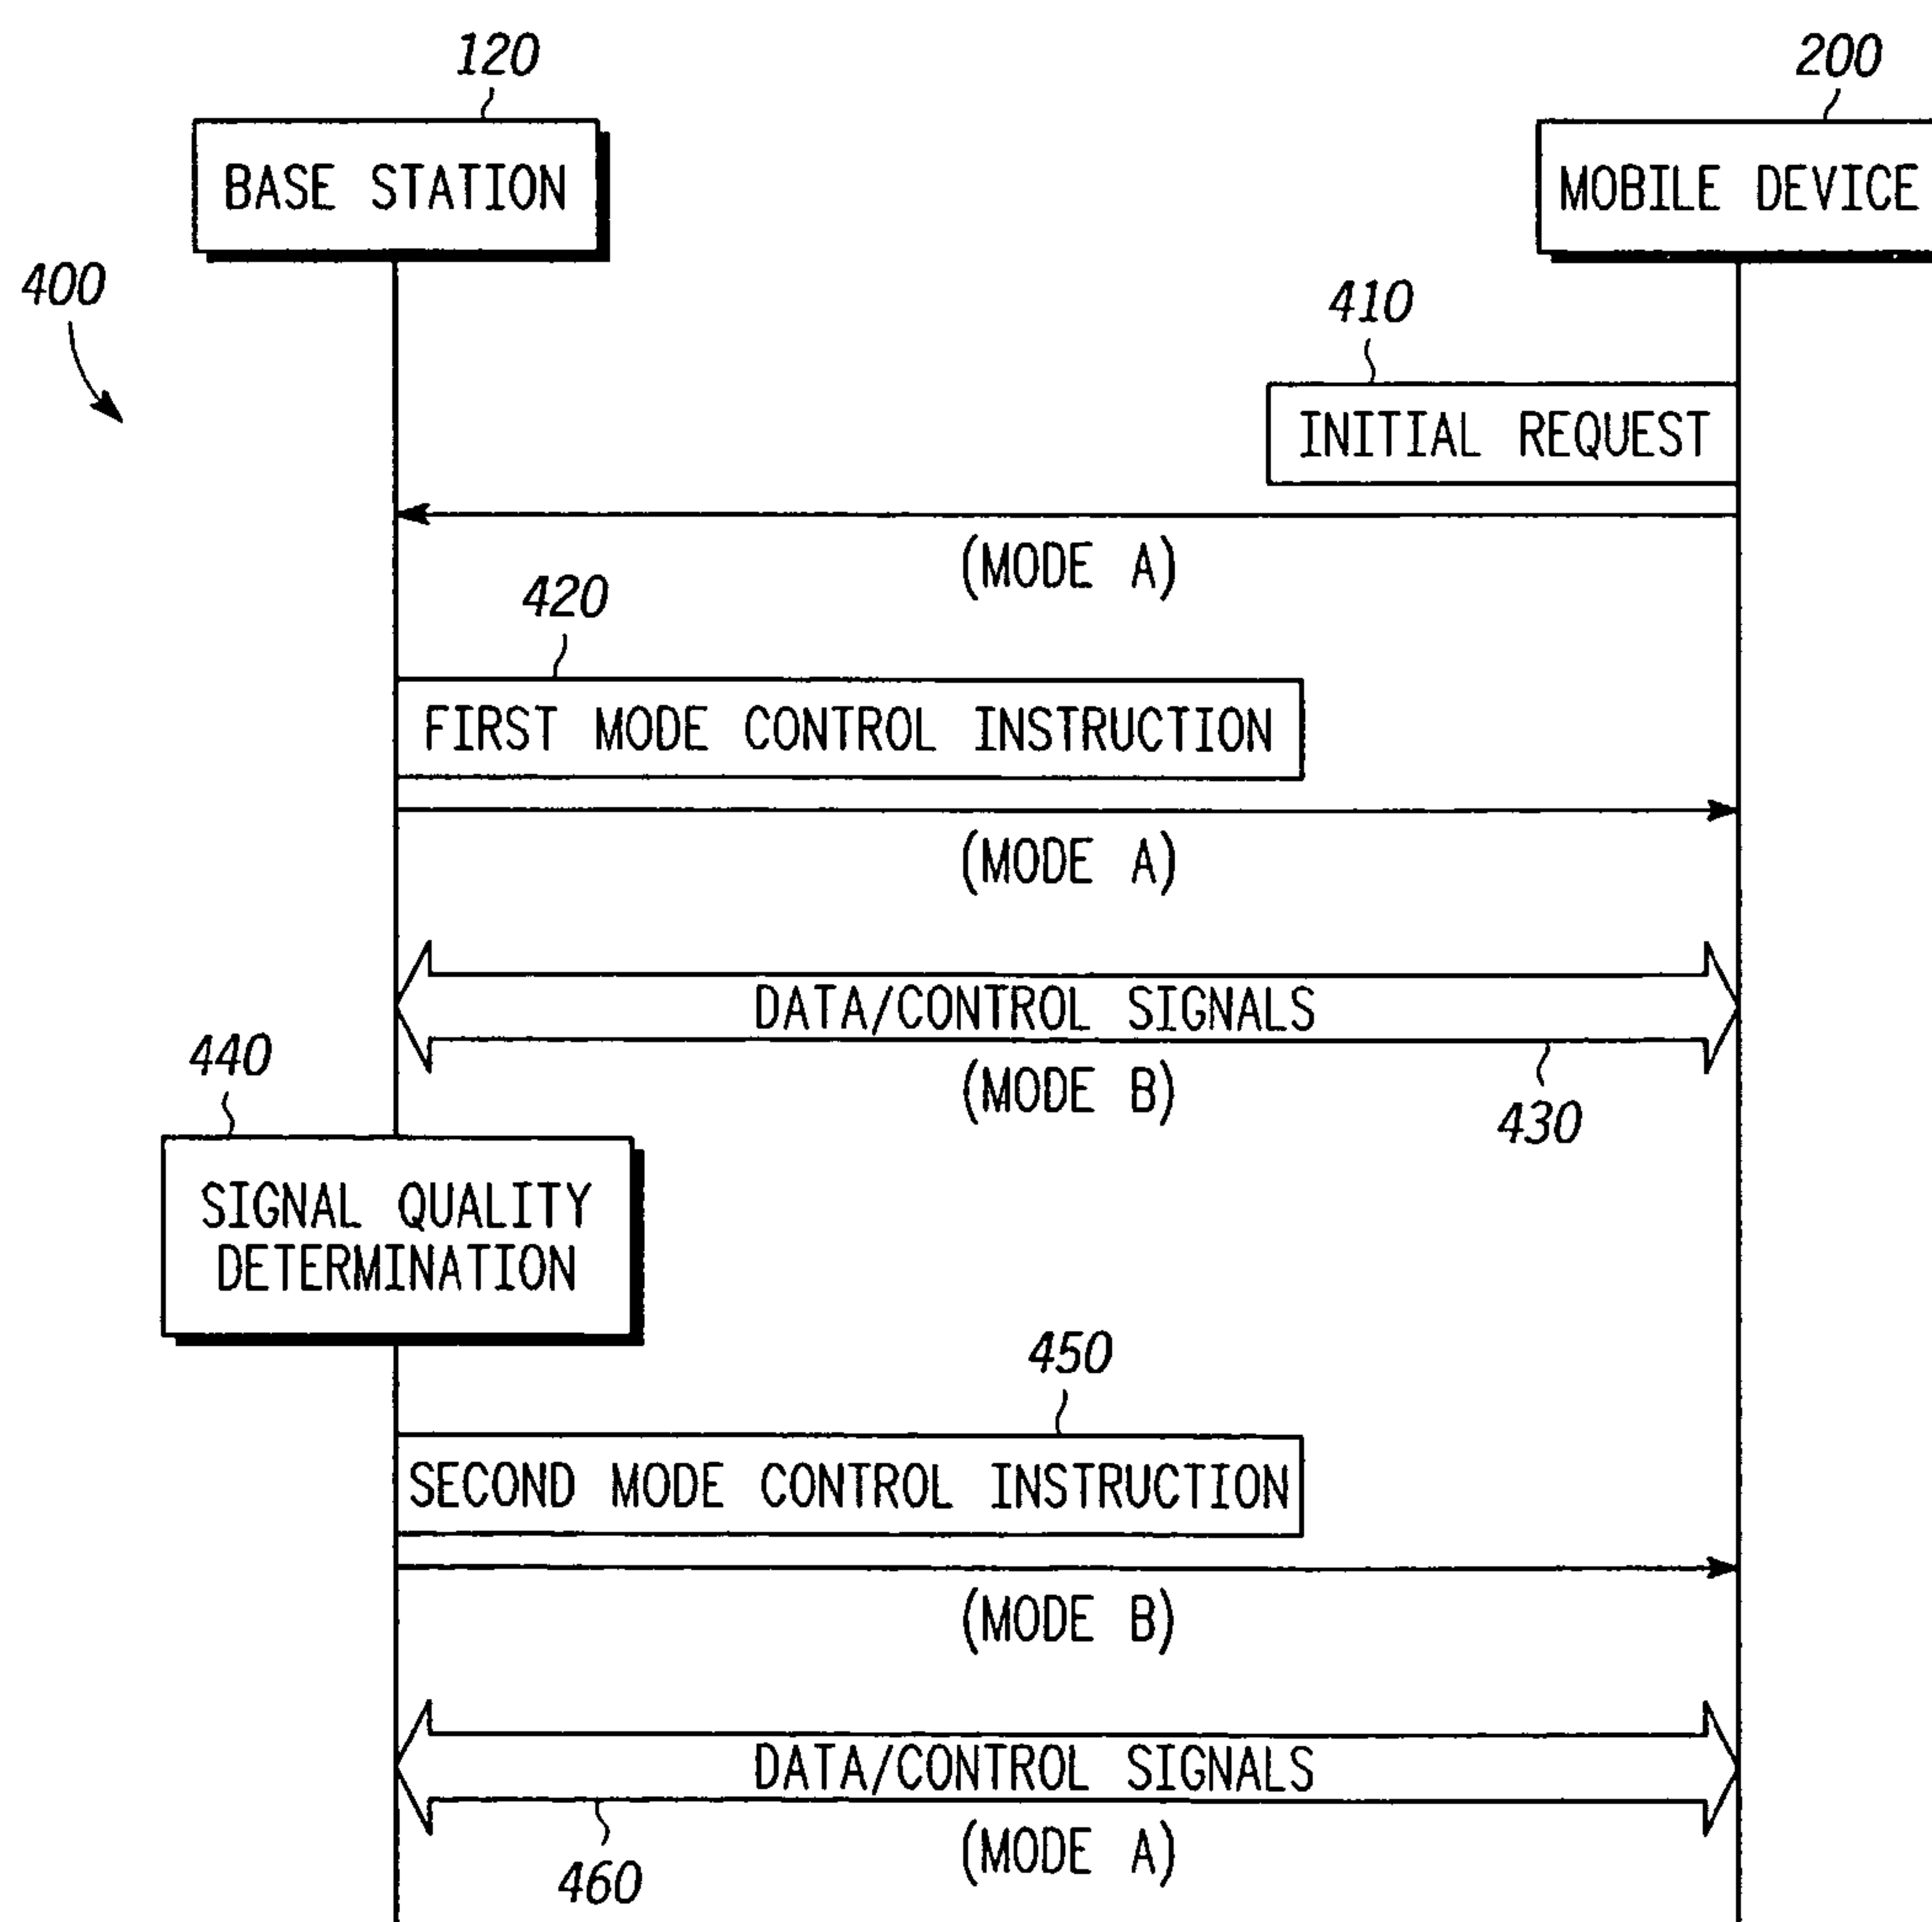 120
200
BASE STATION
MOBILE DEVICE
400
410
INITIAL REQUEST
(MODE A)
420
FIRST MODE CONTROL INSTRUCTION
(MODE A)
DATA/CONTROL SIGNALS
440
(MODE B)
430
SIGNAL QUALITY
DETERMINATION
450
SECOND MODE CONTROL INSTRUCTION
(MODE B)
DATA/CONTROL SIGNALS
(MODE A)
460